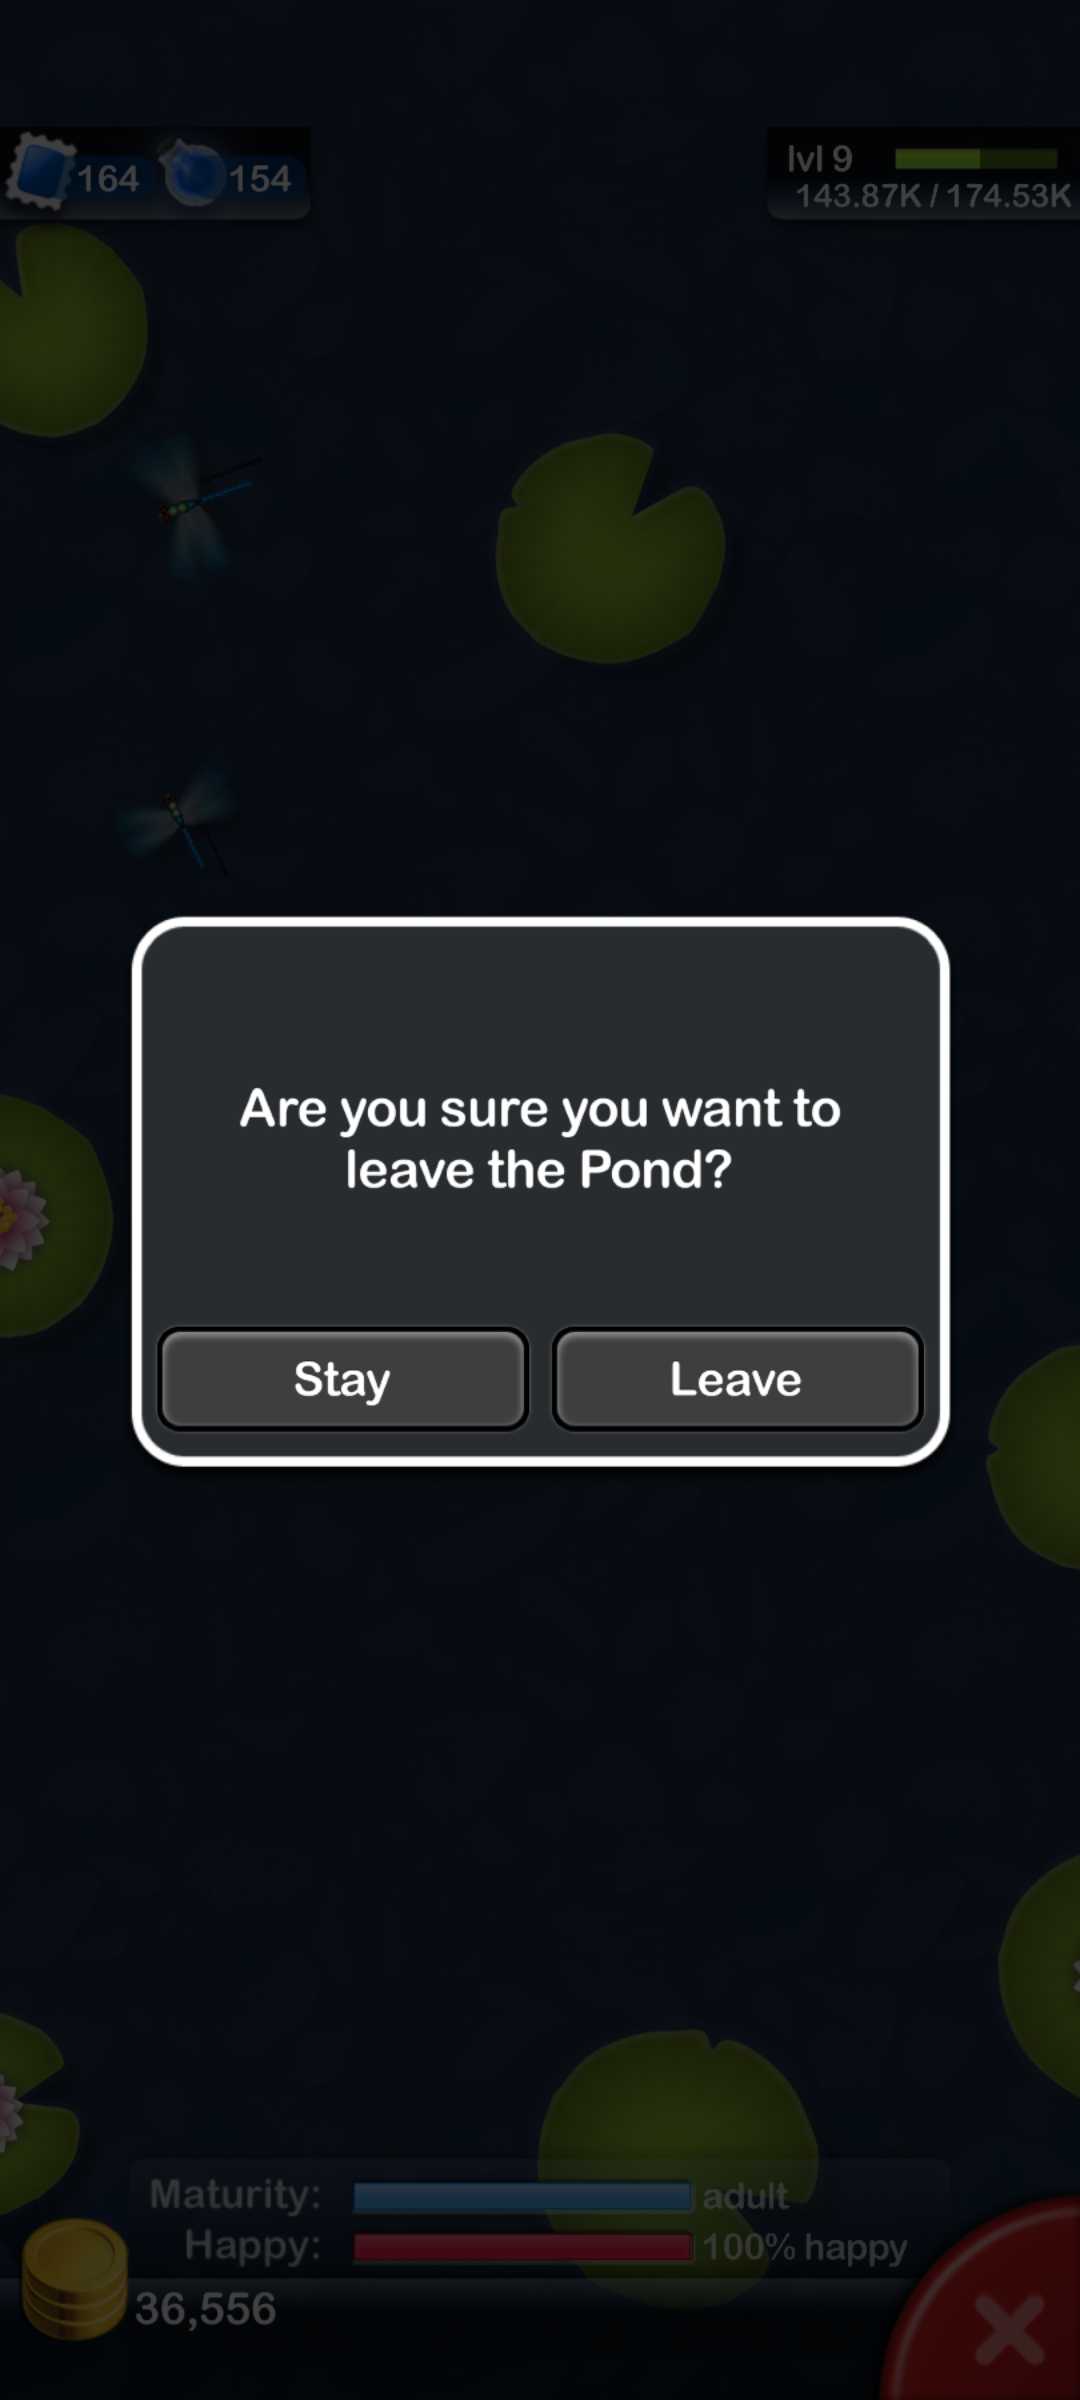 164 154
lvl 9
143.87K / 174.53K
Are you sure you want to
leave the Pond?
Stay Leave
Maturity: adult
Happy: 100% happy
36,556